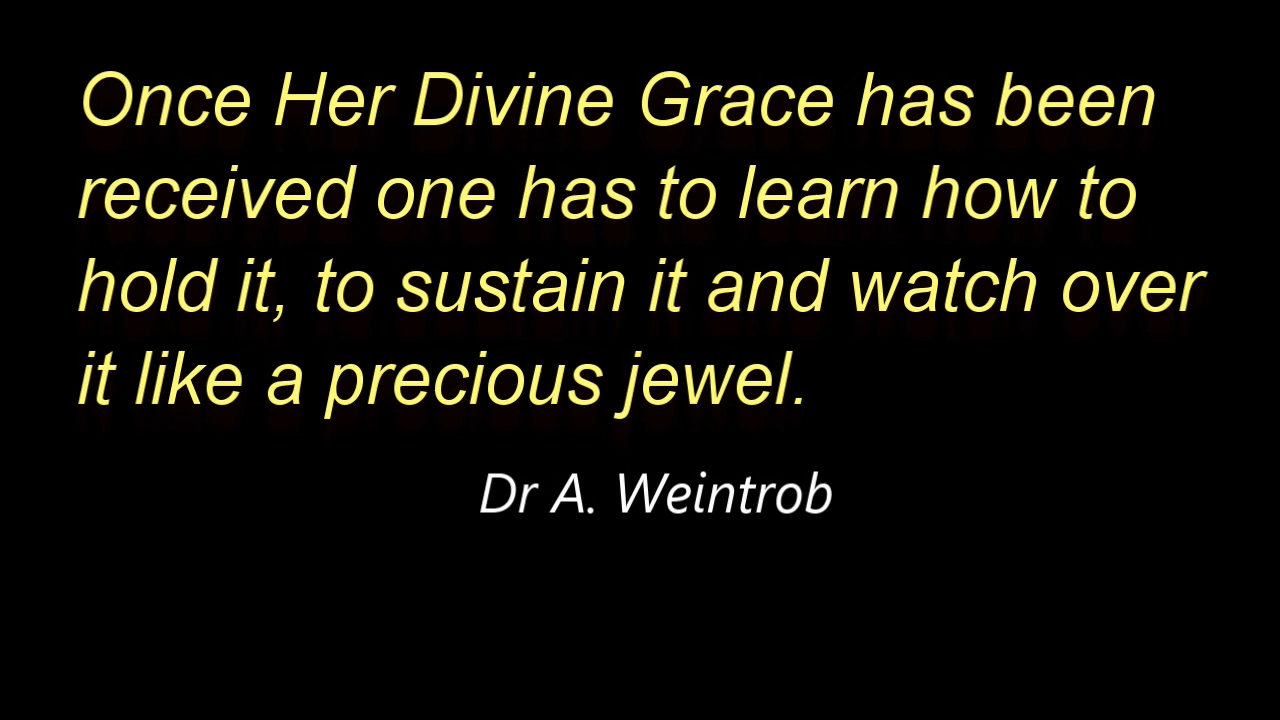 Once Her Divine Grace has been
received one has to learn how to
hold it, to sustain it and watch over
it like a precious jewel.
Dr A. Weintrob